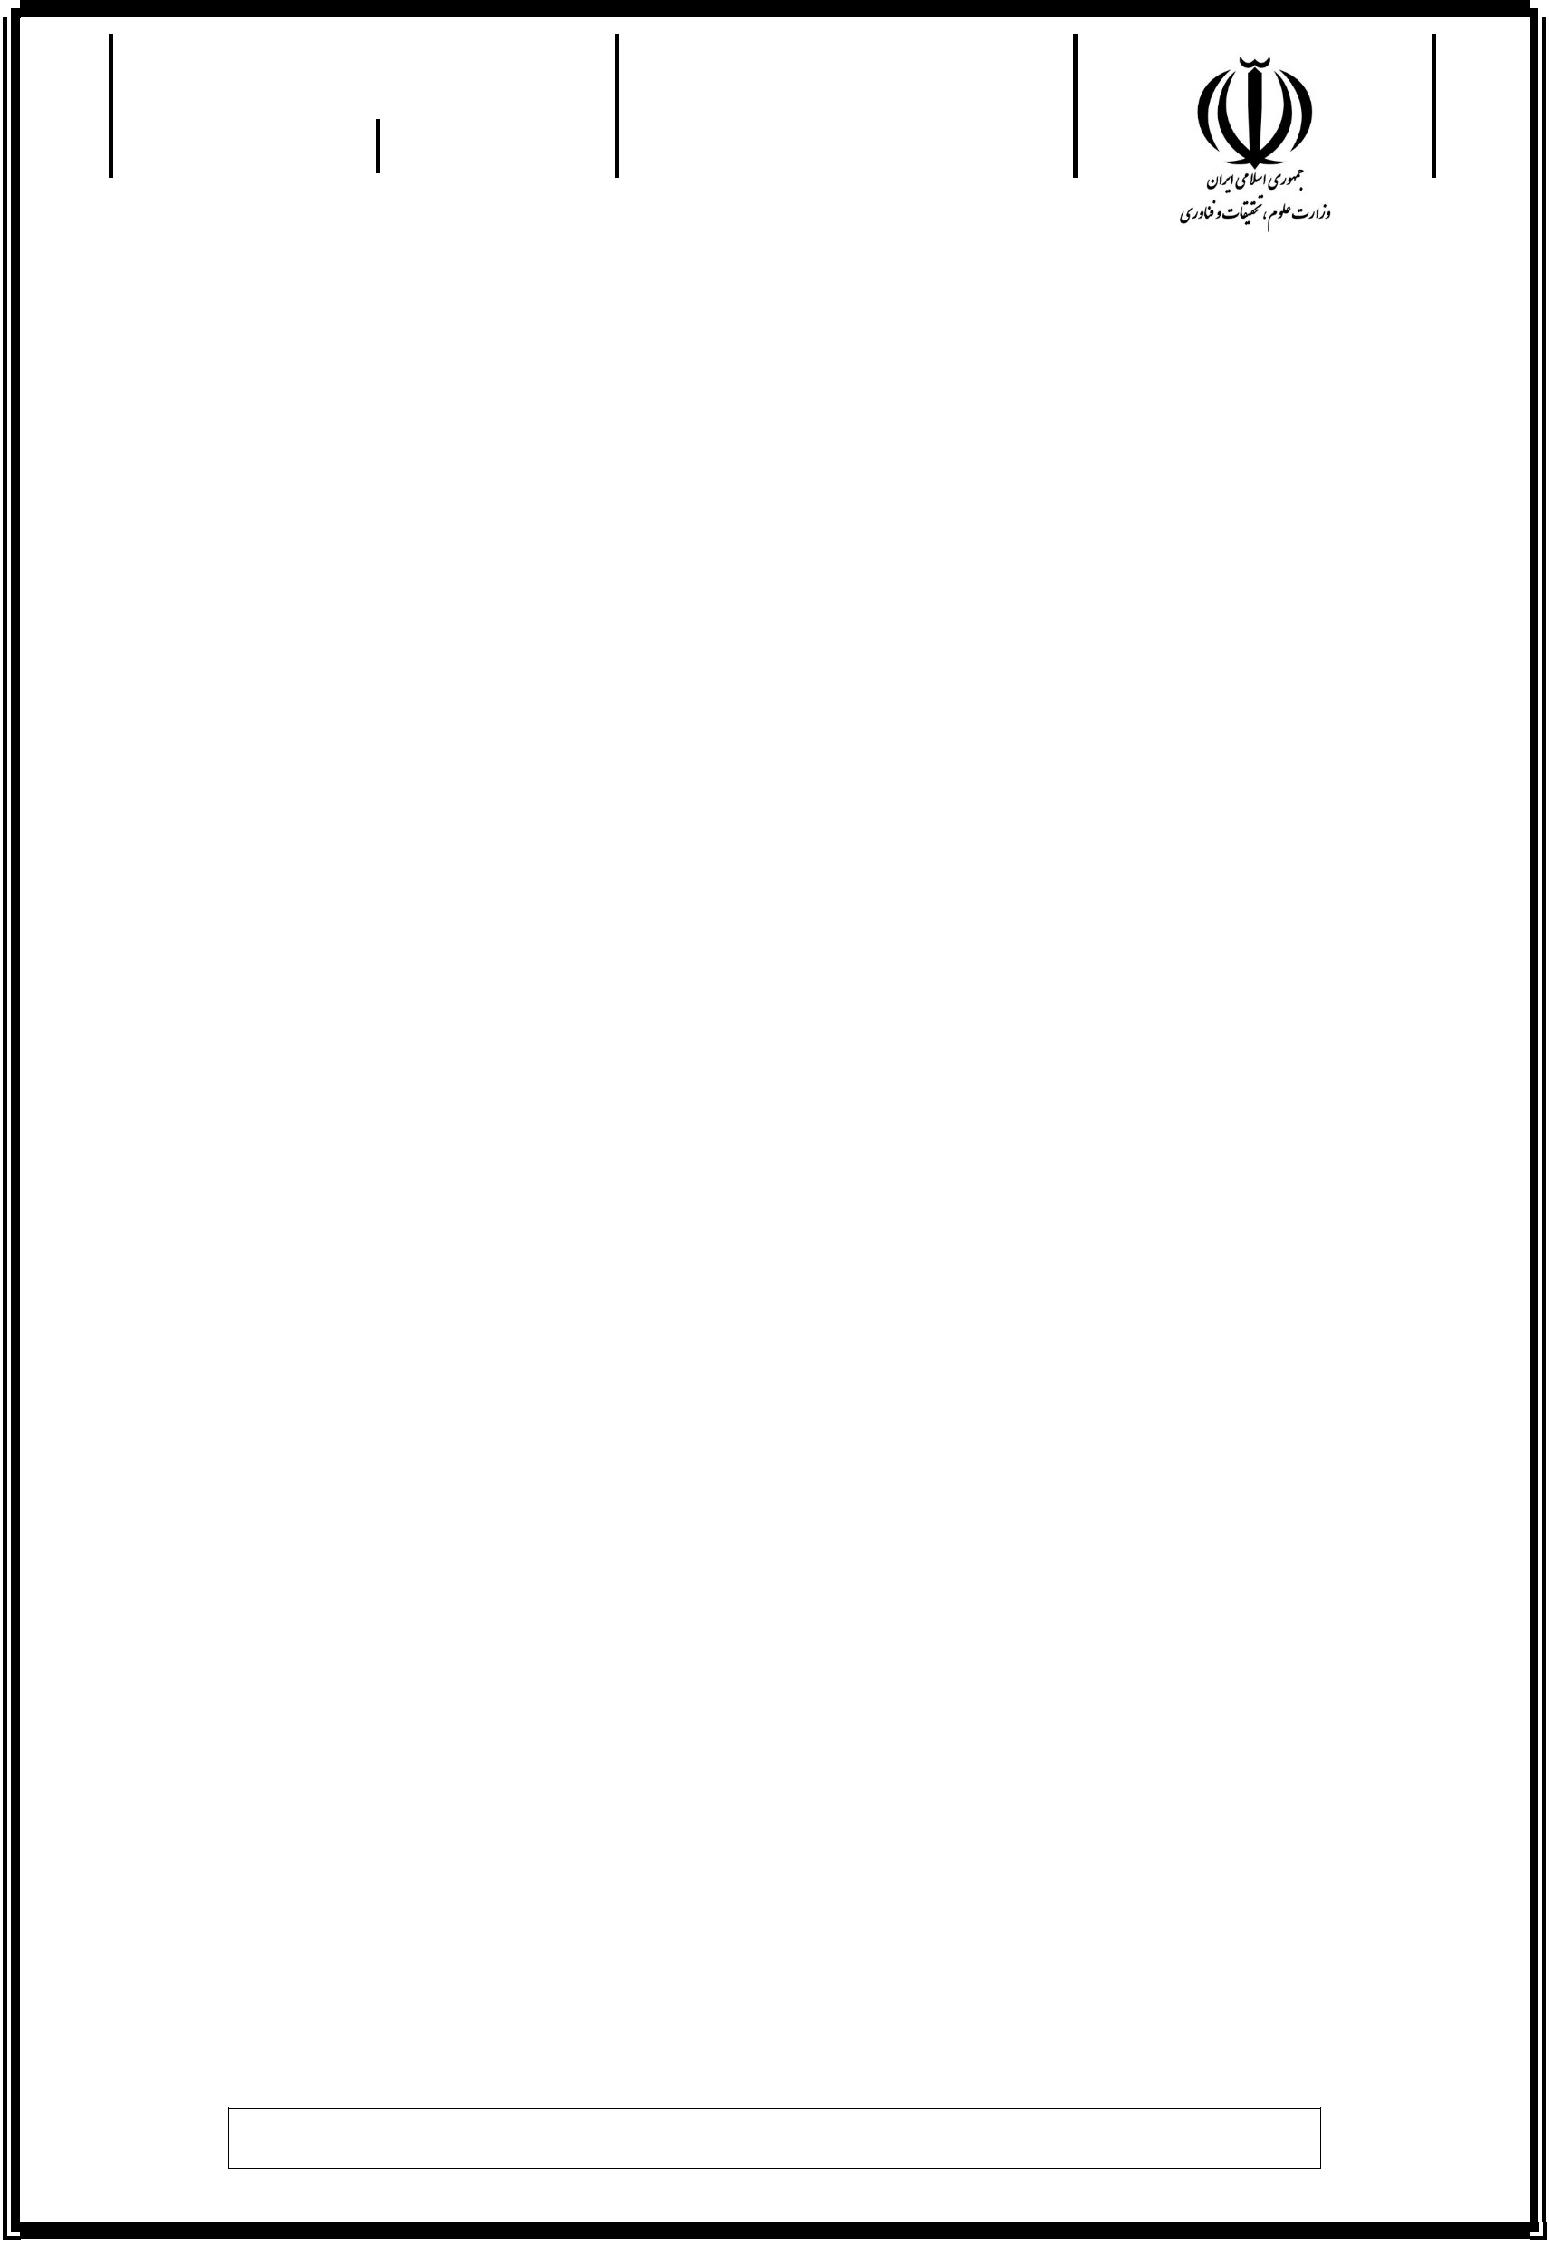 جمهوری اسلامی ایران
وزارت علوم، تحقیقات و فناوری